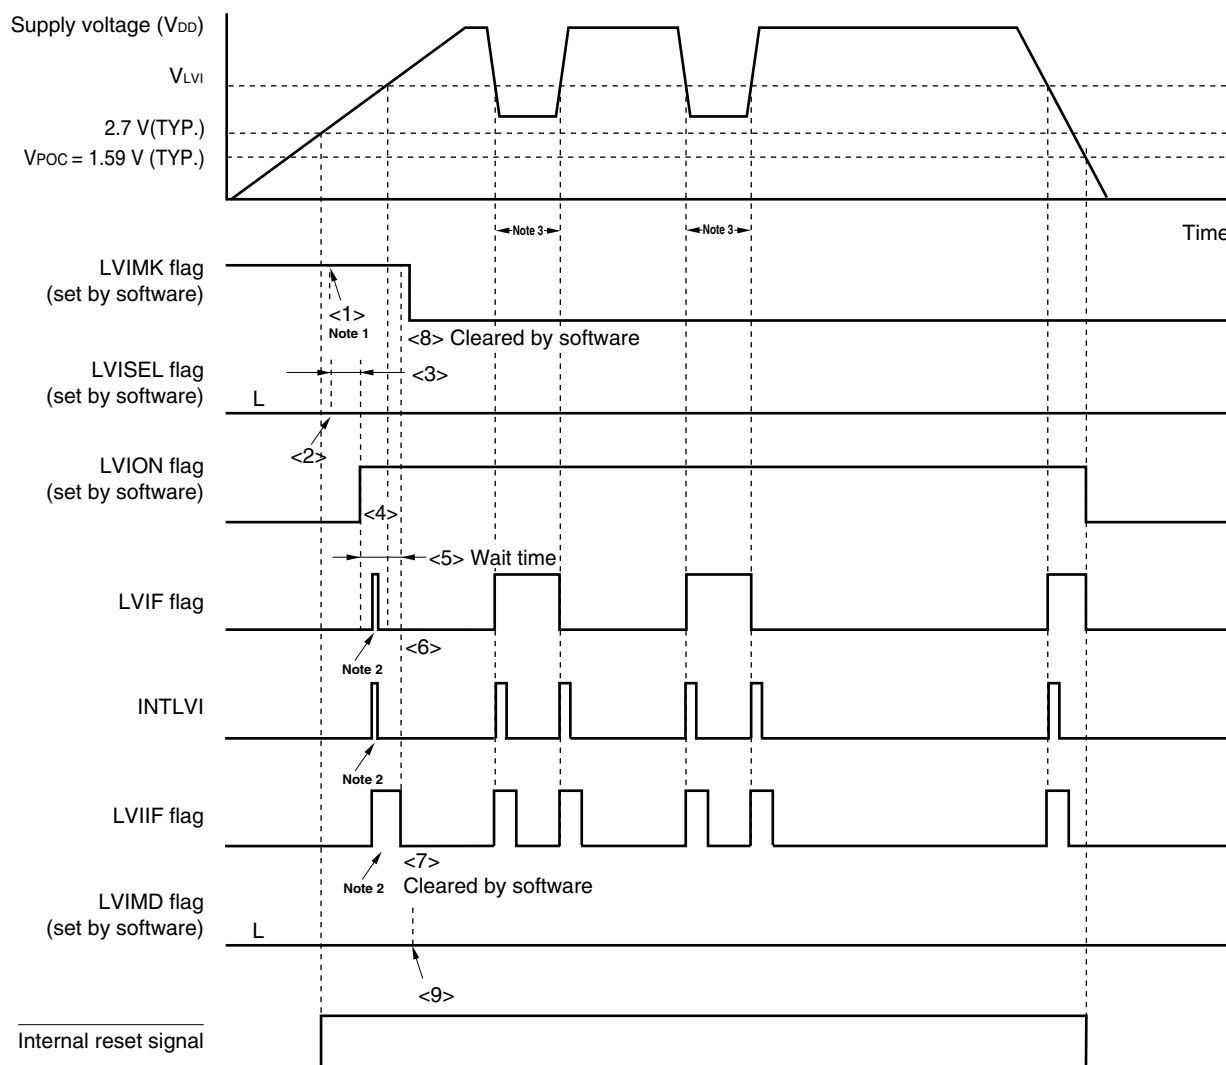 Supply voltage (VDD)
VLVI
2.7 V(TYP.)
VPOC = 1.59 V (TYP.)
Note 3
Note 3
Time
LVIMK flag
(set by software)
<1>
Note 1
<8> Cleared by software
LVISEL flag
(set by software)
L
<3>
<2>
LVION flag
(set by software)
<4>
<5> Wait time
LVIF flag
Note 2
<6>
INTLVI
Note 2
LVIIF flag
Note 2
<7>
Cleared by software
LVIMD flag
(set by software)
L
<9>
Internal reset signal